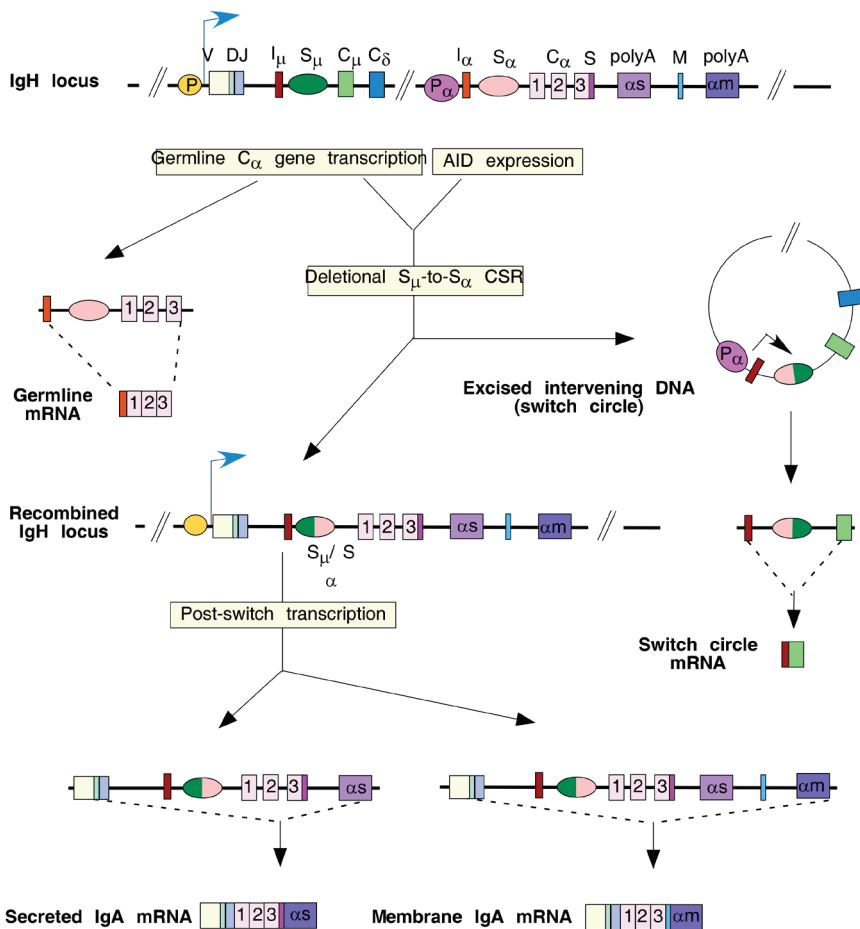 V DJ Iμ Sμ Cμ Cδ Iα Sα Cα S polyA M polyA
IgH locus P Pα 1 2 3 αs αm
Germline Cα gene transcription AID expression
Deletional Sμ-to-Sα CSR
1 2 3
Pα
Excised intervening DNA
(switch circle)
Germline
mRNA
1 2 3
Recombined
IgH locus
1 2 3 αs αm
Sμ/ S
α
Post-switch transcription
Switch circle
mRNA
1 2 3 αs
1 2 3 αs αm
Secreted IgA mRNA 1 2 3 αs
Membrane IgA mRNA 1 2 3 αm